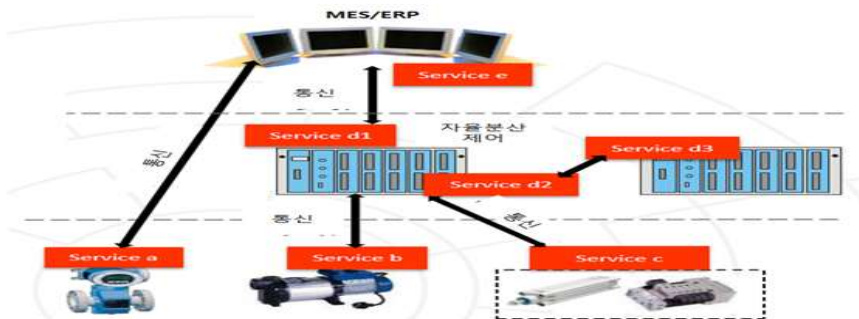 MES/ERP
Service e
통신
Service d1
자율분산
제어
Service d3
통신
Service d2
통신
통신
Service a
Service b
Service c